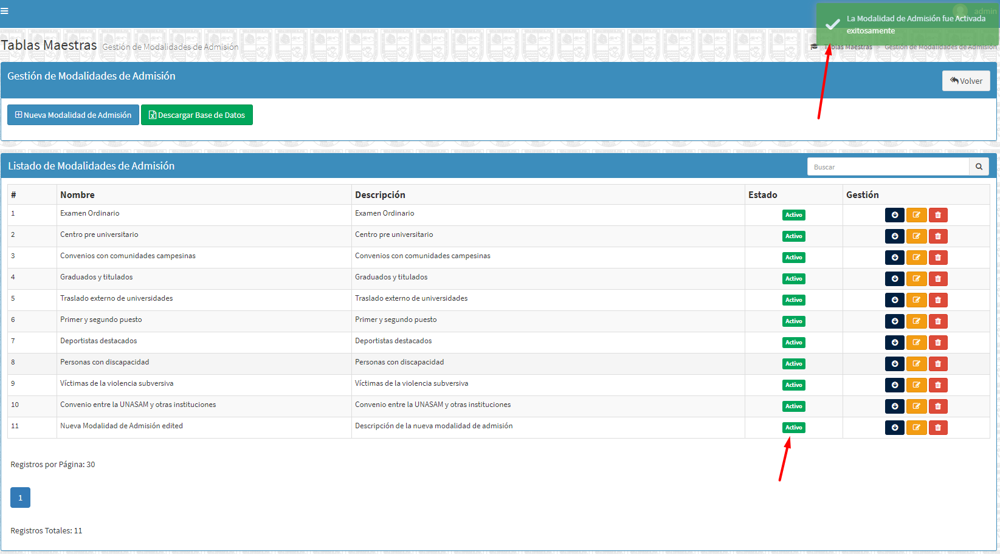 admin
La Modalidad de Admisión fue Activada
exitosamente
Tablas Maestras Gestión de Modalidades de Admisión
Tablas Maestras Gestión de Modalidades de Admisión
Gestión de Modalidades de Admisión
Volver
Nueva Modalidad de Admisión Descargar Base de Datos
Listado de Modalidades de Admisión
Buscar
# Nombre Descripción Estado Gestión
1 Examen Ordinario Examen Ordinario Activo
2 Centro pre universitario Centro pre universitario Activo
3 Convenios con comunidades campesinas Convenios con comunidades campesinas Activo
4 Graduados y titulados Graduados y titulados Activo
5 Traslado externo de universidades Traslado externo de universidades Activo
6 Primer y segundo puesto Primer y segundo puesto Activo
7 Deportistas destacados Deportistas destacados Activo
8 Personas con discapacidad Personas con discapacidad Activo
9 Víctimas de la violencia subversiva Víctimas de la violencia subversiva Activo
10 Convenio entre la UNASAM y otras instituciones Convenio entre la UNASAM y otras instituciones Activo
11 Nueva Modalidad de Admisión edited Descripción de la nueva modalidad de admisión Activo
Registros por Página: 30
1
Registros Totales: 11